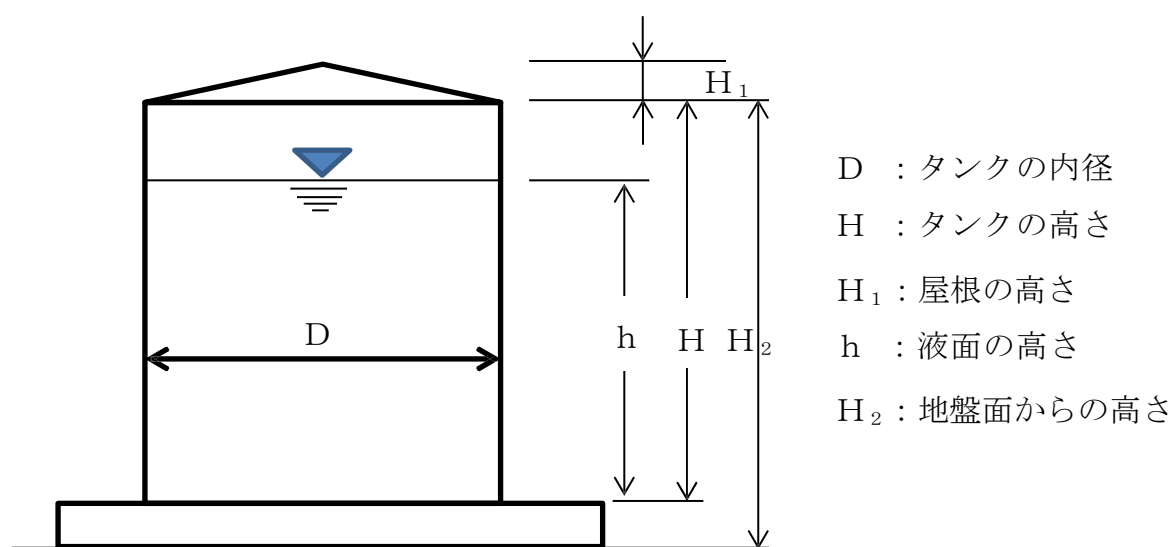 H₁
D
h
H
H₂
D :タンクの内径
H :タンクの高さ
H₁:屋根の高さ
h :液面の高さ
H₂:地盤面からの高さ